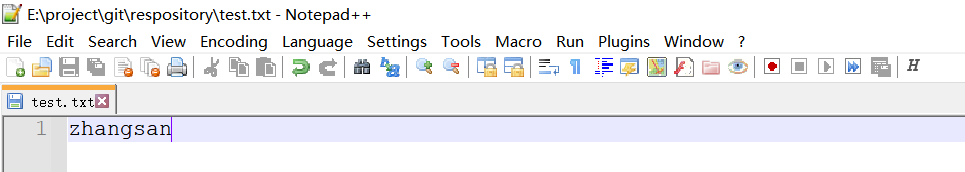 E:\project\git\respository\test.txt - Notepad++
File Edit Search View Encoding Language Settings Tools Macro Run Plugins Window ?
test.txt
1 zhangsan